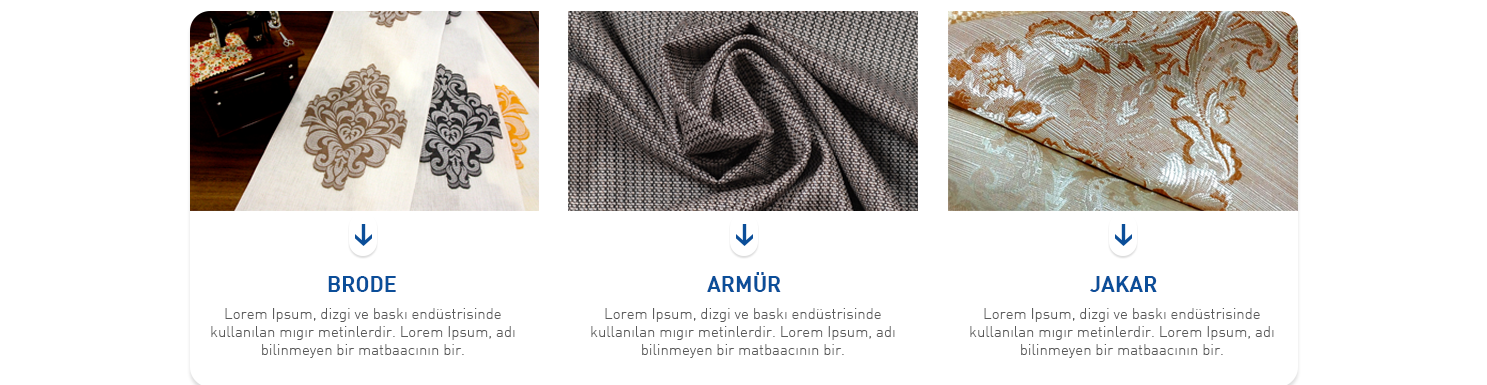 BRODE
Lorem Ipsum, dizgi ve baskı endüstrisinde
kullanılan mıgır metinlerdir. Lorem Ipsum, adı
bilinmeyen bir matbaacının bir.
ARMÜR
Lorem Ipsum, dizgi ve baskı endüstrisinde
kullanılan mıgır metinlerdir. Lorem Ipsum, adı
bilinmeyen bir matbaacının bir.
JAKAR
Lorem Ipsum, dizgi ve baskı endüstrisinde
kullanılan mıgır metinlerdir. Lorem Ipsum, adı
bilinmeyen bir matbaacının bir.